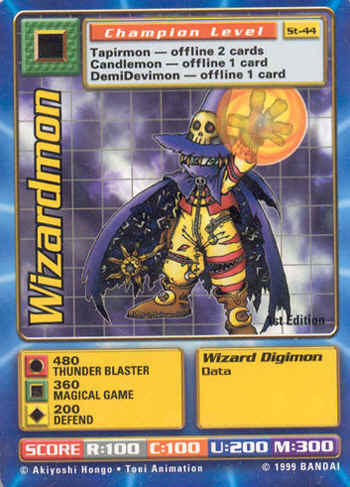 Champion Level
St-44
Tapirmon — offline 2 cards
Candlemon — offline 1 card
DemiDevimon — offline 1 card
Wizardmon
1st Edition
480
THUNDER BLASTER
360
MAGICAL GAME
200
DEFEND
Wizard Digimon
Data
SCORE R:100 C:100 U:200 M:300
© Akiyoshi Hongo • Toei Animation
© 1999 BANDAI